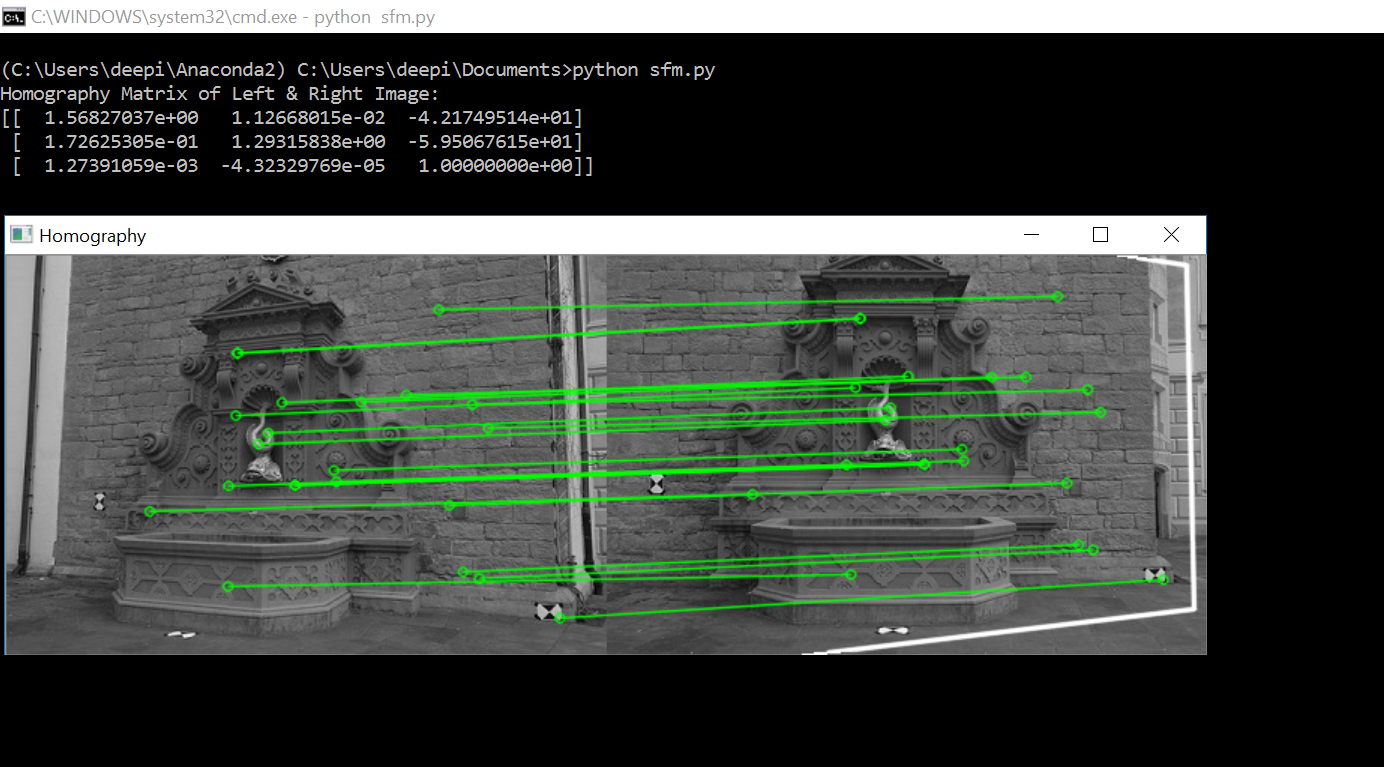 C:\WINDOWS\system32\cmd.exe - python  sfm.py
(C:\Users\deepi\Anaconda2) C:\Users\deepi\Documents>python sfm.py
Homography Matrix of Left & Right Image:
[[  1.56827037e+00   1.12668015e-02  -4.21749514e+01]
 [  1.72625305e-01   1.29315838e+00  -5.95067615e+01]
 [  1.27391059e-03  -4.32329769e-05   1.00000000e+00]]
Homography